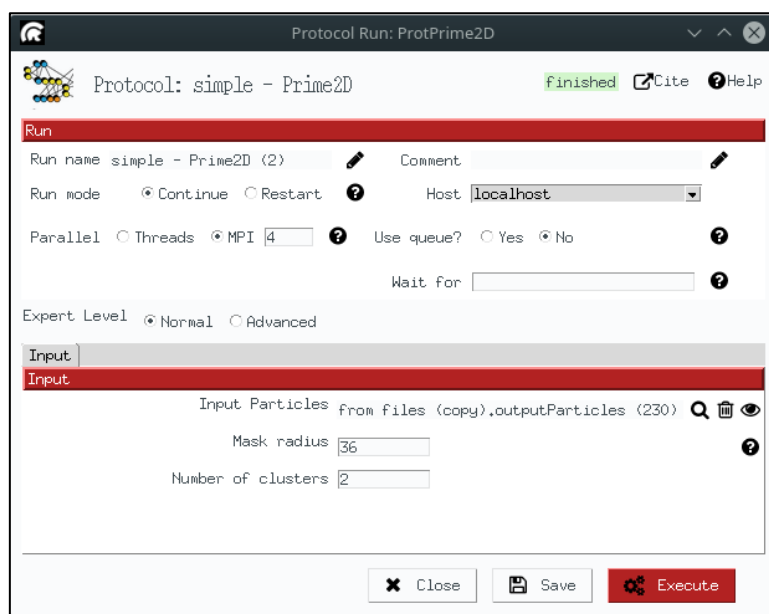 Protocol Run: ProtPrime2D
Protocol: simple - Prime2D finished Cite Help
Run
Run name simple - Prime2D (2) Comment
Run mode Continue Restart Host localhost
Parallel Threads MPI 4 Use queue? Yes No
Wait for
Expert Level Normal Advanced
Input
Input
Input Particles from files (copy).outputParticles (230)
Mask radius 36
Number of clusters 2
Close Save Execute